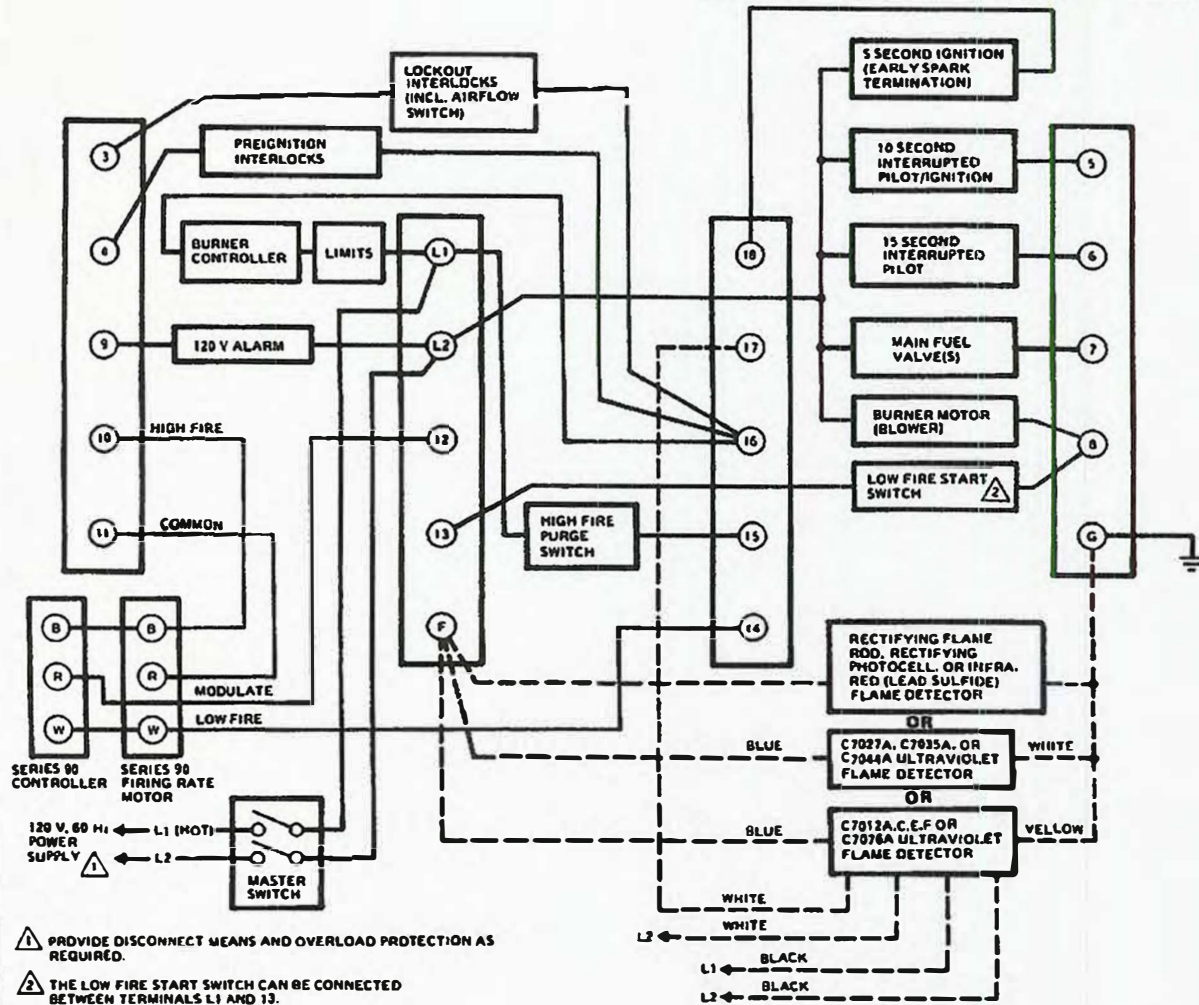 LOCKOUT
INTERLOCKS
(INCL. AIRFLOW
SWITCH)
5 SECOND IGNITION
(EARLY SPARK
TERMINATION)
3
PREIGNITION
INTERLOCKS
10 SECOND
INTERRUPTED
PILOT/IGNITION
5
4
BURNER
CONTROLLER
LIMITS
L1
18
15 SECOND
INTERRUPTED
PILOT
6
9
120 V ALARM
L2
17
MAIN FUEL
VALVE(S)
7
10
HIGH FIRE
12
16
BURNER MOTOR
(BLOWER)
8
LOW FIRE START
SWITCH
2
11
COMMON
13
HIGH FIRE
PURGE
SWITCH
15
G
B
B
F
14
RECTIFYING FLAME
ROD, RECTIFYING
PHOTOCELL, OR INFRA-
RED (LEAD SULFIDE)
FLAME DETECTOR
R
R
MODULATE
W
W
LOW FIRE
OR
SERIES 90
CONTROLLER
SERIES 90
FIRING RATE
MOTOR
BLUE
C7027A, C7035A, OR
C7044A ULTRAVIOLET
FLAME DETECTOR
WHITE
OR
120 V, 60 Hz
POWER
SUPPLY
1
L1 (HOT)
L2
MASTER
SWITCH
BLUE
C7012A,C,E,F OR
C7076A ULTRAVIOLET
FLAME DETECTOR
YELLOW
WHITE
L2
WHITE
L1
BLACK
L2
BLACK
1 PROVIDE DISCONNECT MEANS AND OVERLOAD PROTECTION AS
REQUIRED.
2 THE LOW FIRE START SWITCH CAN BE CONNECTED
BETWEEN TERMINALS L1 AND 13.